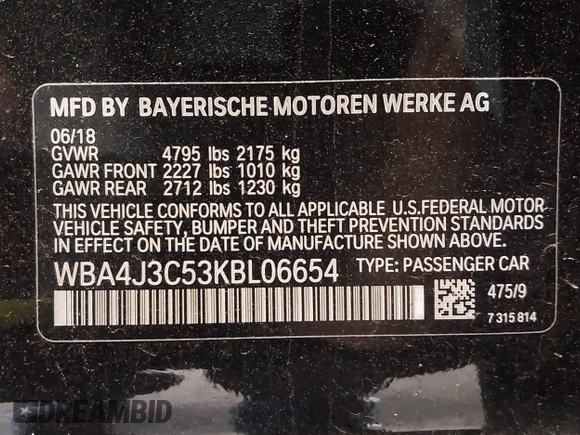 MFD BY BAYERISCHE MOTOREN WERKE AG
06/18
GVWR 4795 lbs 2175 kg
GAWR FRONT 2227 lbs 1010 kg
GAWR REAR 2712 lbs 1230 kg
THIS VEHICLE CONFORMS TO ALL APPLICABLE U.S.FEDERAL MOTOR
VEHICLE SAFETY, BUMPER AND THEFT PREVENTION STANDARDS
IN EFFECT ON THE DATE OF MANUFACTURE SHOWN ABOVE.
WBA4J3C53KBL06654 TYPE: PASSENGER CAR
475/9
7 315 814
DREAMBID